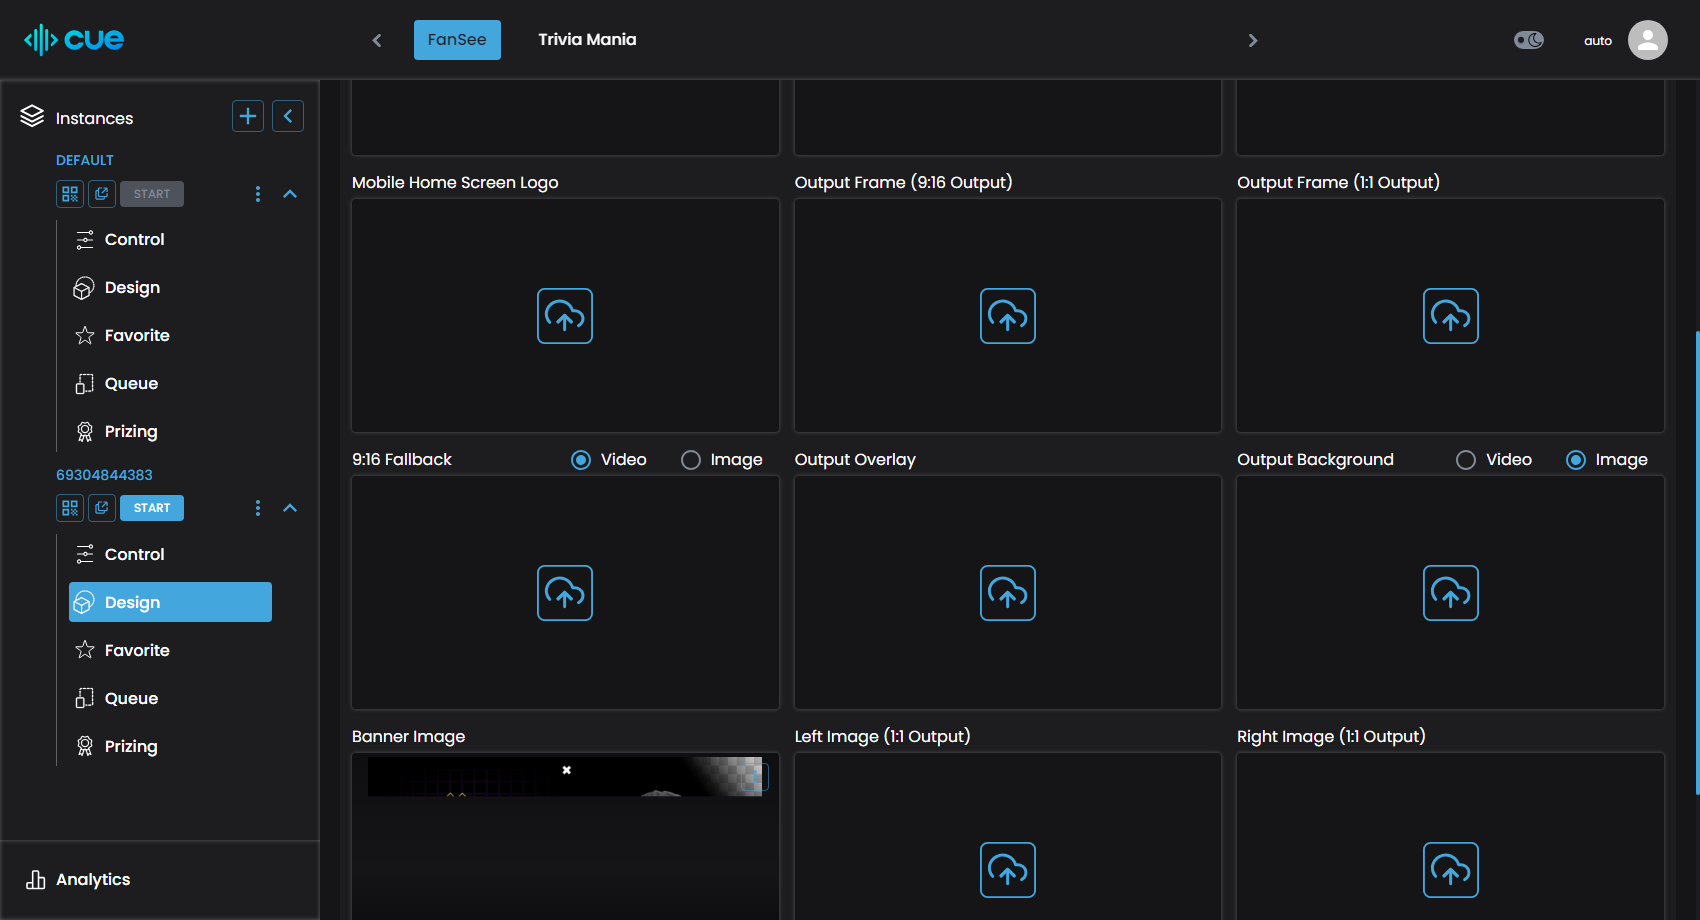 cue
FanSee
Trivia Mania
auto
Instances
DEFAULT
START
Control
Design
Favorite
Queue
Prizing
69304844383
START
Control
Design
Favorite
Queue
Prizing
Analytics
Mobile Home Screen Logo
Output Frame (9:16 Output)
Output Frame (1:1 Output)
9:16 Fallback
Video
Image
Output Overlay
Output Background
Video
Image
Banner Image
Left Image (1:1 Output)
Right Image (1:1 Output)